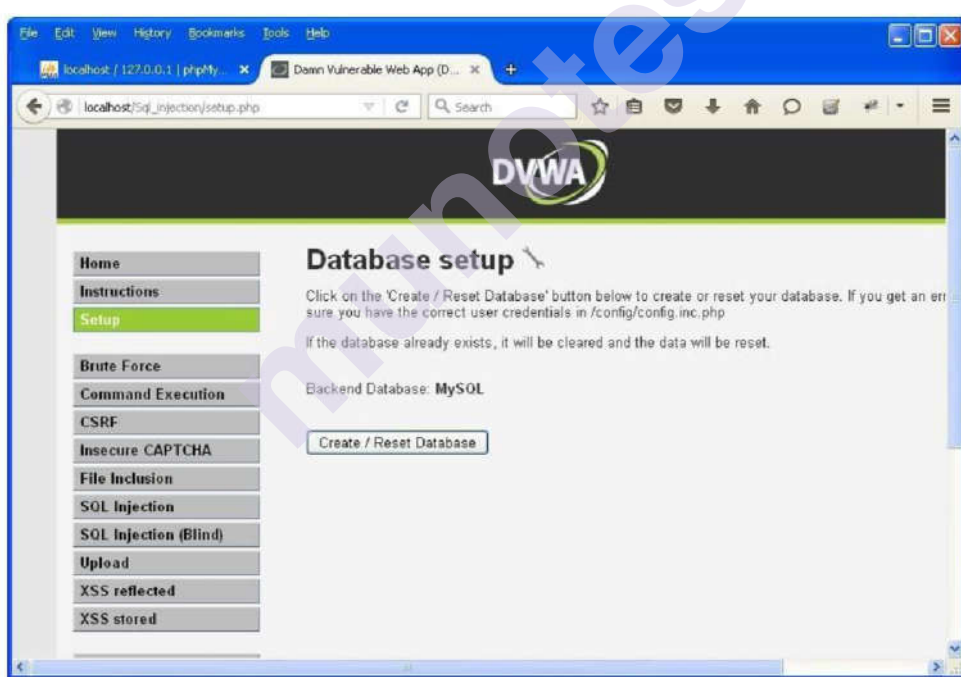 File Edit View History Bookmarks Tools Help
localhost / 127.0.0.1 | phpMy... Damn Vulnerable Web App (D...
localhost/Sql_injection/setup.php Search
DVWA
Home
Instructions
Setup
Brute Force
Command Execution
CSRF
Insecure CAPTCHA
File Inclusion
SQL Injection
SQL Injection (Blind)
Upload
XSS reflected
XSS stored
Database setup
Click on the 'Create / Reset Database' button below to create or reset your database. If you get an err
sure you have the correct user credentials in /config/config.inc.php
If the database already exists, it will be cleared and the data will be reset.
Backend Database: MySQL
Create / Reset Database
munotes